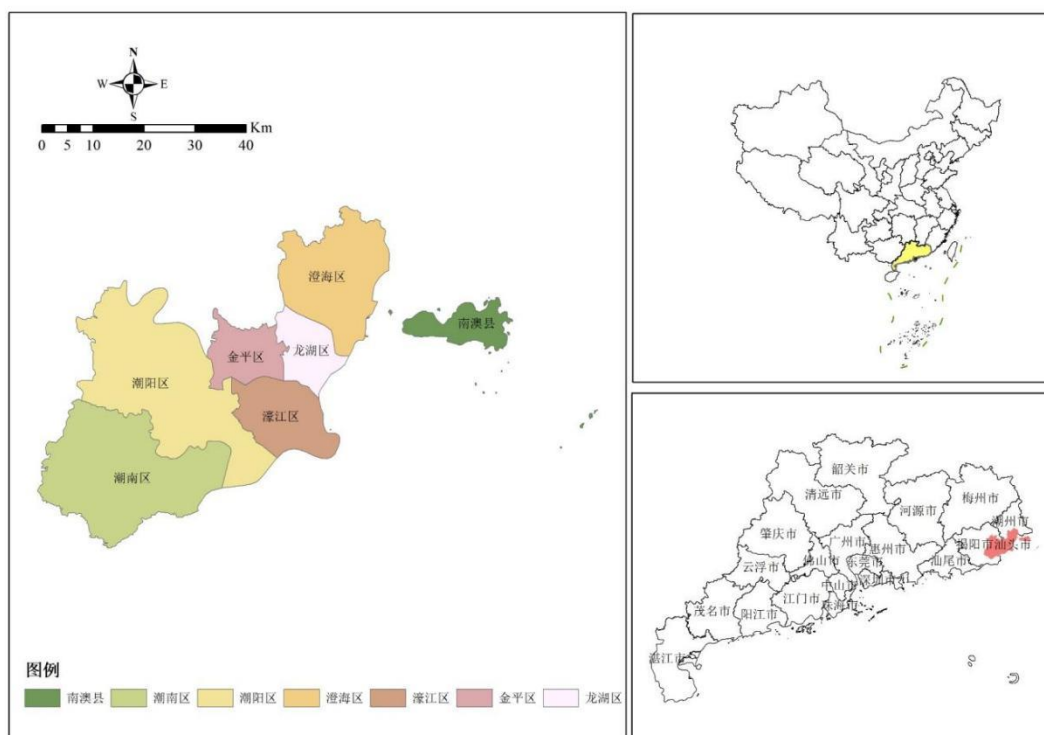 N
W E
S
Km
0 5 10 20 30 40
澄海区
南澳县
金平区
龙湖区
潮阳区
濠江区
潮南区
图例
南澳县 潮南区 潮阳区 澄海区 濠江区 金平区 龙湖区
韶关市
清远市
梅州市
河源市
潮州市
肇庆市
广州市
惠州市
揭阳市 汕头市
佛山市
东莞市
汕尾市
云浮市
中山市
深圳市
江门市
珠海市
茂名市
阳江市
湛江市